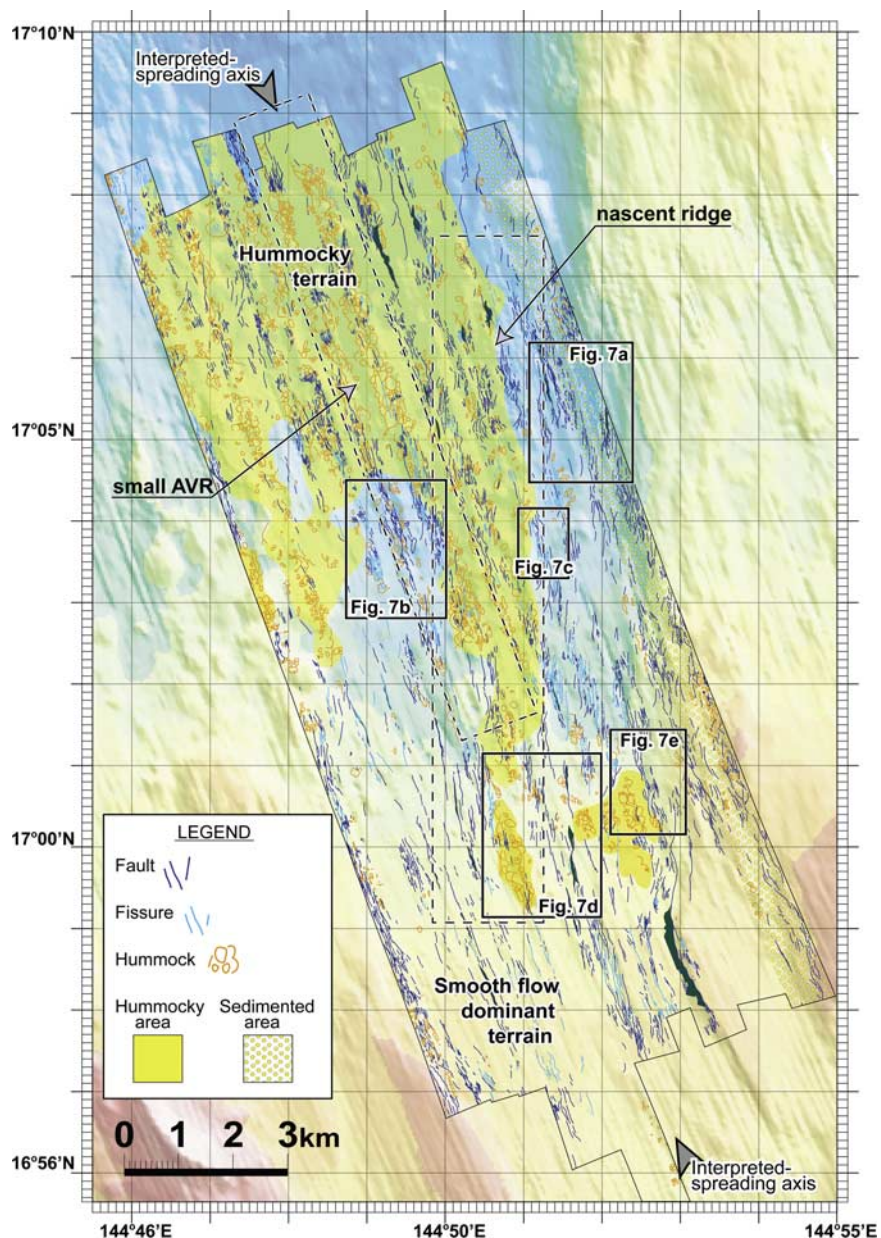 17°10'N
Interpreted-
spreading axis
nascent ridge
Hummocky
terrain
Fig. 7a
17°05'N
small AVR
Fig. 7c
Fig. 7b
Fig. 7e
17°00'N
LEGEND
Fault
Fissure
Hummock
Hummocky
area
Sedimented
area
Fig. 7d
Smooth flow
dominant
terrain
0 1 2 3km
16°56'N
Interpreted-
spreading axis
144°46'E
144°50'E
144°55'E